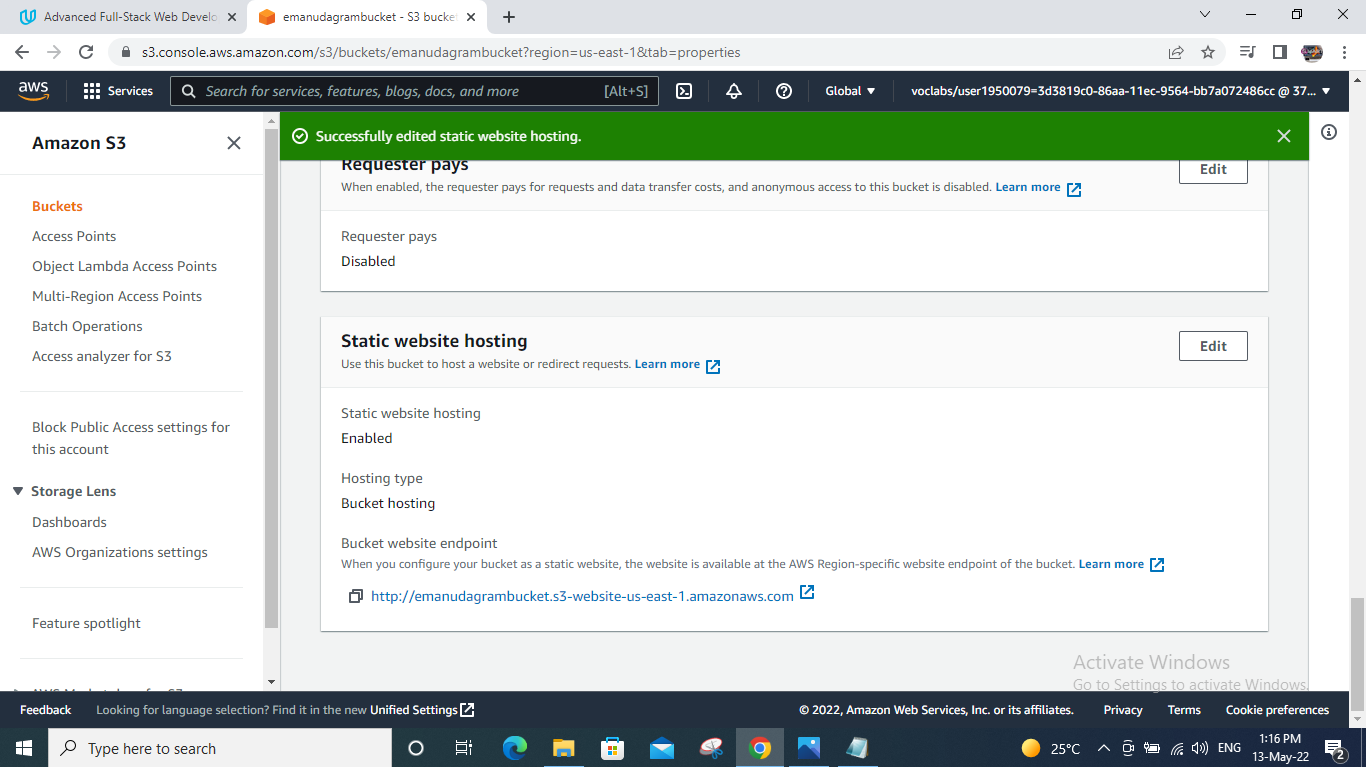 Advanced Full-Stack Web Develo
emanudagrambucket - S3 bucket
s3.console.aws.amazon.com/s3/buckets/emanudagrambucket?region=us-east-1&tab=properties
aws
Services
Search for services, features, blogs, docs, and more
[Alt+S]
Global
voclabs/user1950079=3d3819c0-86aa-11ec-9564-bb7a072486cc @ 37...
Amazon S3
Buckets
Access Points
Object Lambda Access Points
Multi-Region Access Points
Batch Operations
Access analyzer for S3
Block Public Access settings for
this account
Storage Lens
Dashboards
AWS Organizations settings
Feature spotlight
AWS Marketplace for S3
Successfully edited static website hosting.
Requester pays
Edit
When enabled, the requester pays for requests and data transfer costs, and anonymous access to this bucket is disabled. Learn more
Requester pays
Disabled
Static website hosting
Edit
Use this bucket to host a website or redirect requests. Learn more
Static website hosting
Enabled
Hosting type
Bucket hosting
Bucket website endpoint
When you configure your bucket as a static website, the website is available at the AWS Region-specific website endpoint of the bucket. Learn more
http://emanudagrambucket.s3-website-us-east-1.amazonaws.com
Activate Windows
Go to Settings to activate Windows.
Feedback
Looking for language selection? Find it in the new Unified Settings
© 2022, Amazon Web Services, Inc. or its affiliates.
Privacy
Terms
Cookie preferences
Type here to search
25°C
ENG
1:16 PM
13-May-22
2